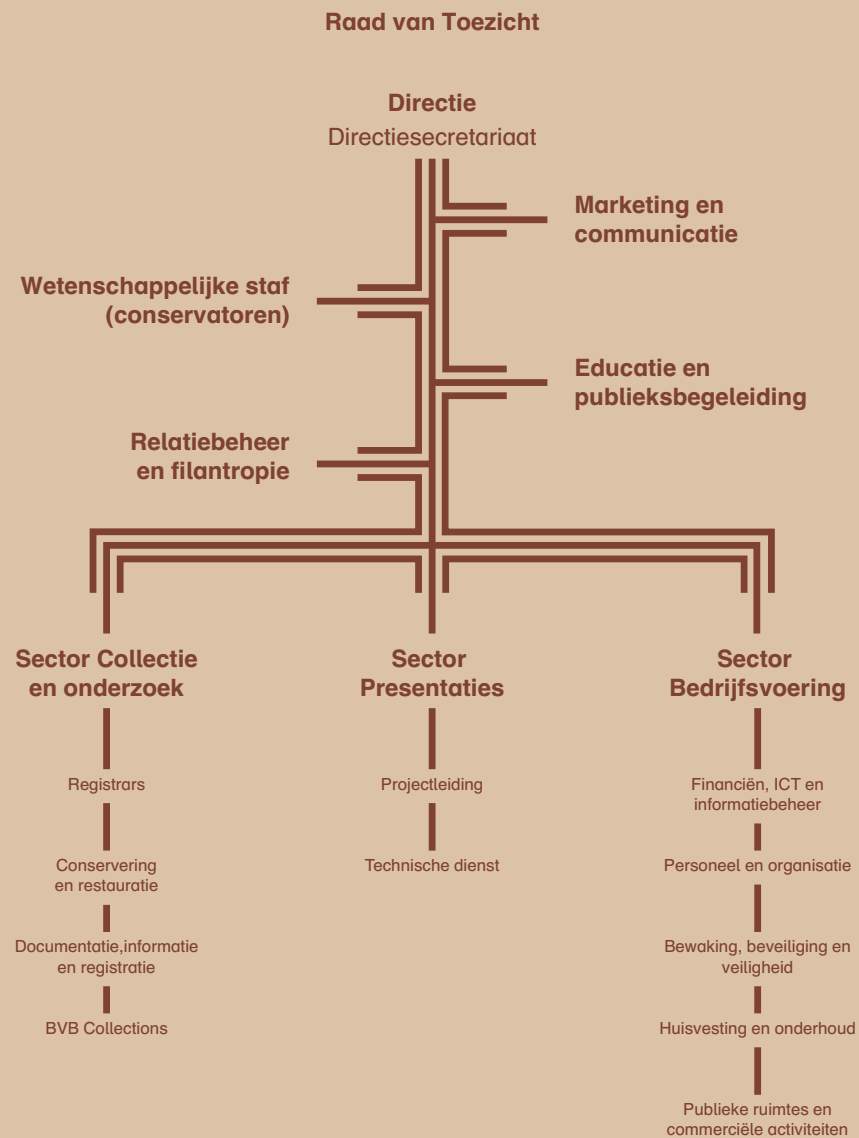 Raad van Toezicht
Directie
Directiesecretariaat
Marketing en
communicatie
Wetenschappelijke staf
(conservatoren)
Educatie en
publieksbegeleiding
Relatiebeheer
en filantropie
Sector Collectie
en onderzoek
Registrars
Conservering
en restauratie
Documentatie,informatie
en registratie
BVB Collections
Sector
Presentaties
Projectleiding
Technische dienst
Sector
Bedrijfsvoering
Financiën, ICT en
informatiebeheer
Personeel en organisatie
Bewaking, beveiliging en
veiligheid
Huisvesting en onderhoud
Publieke ruimtes en
commerciële activiteiten